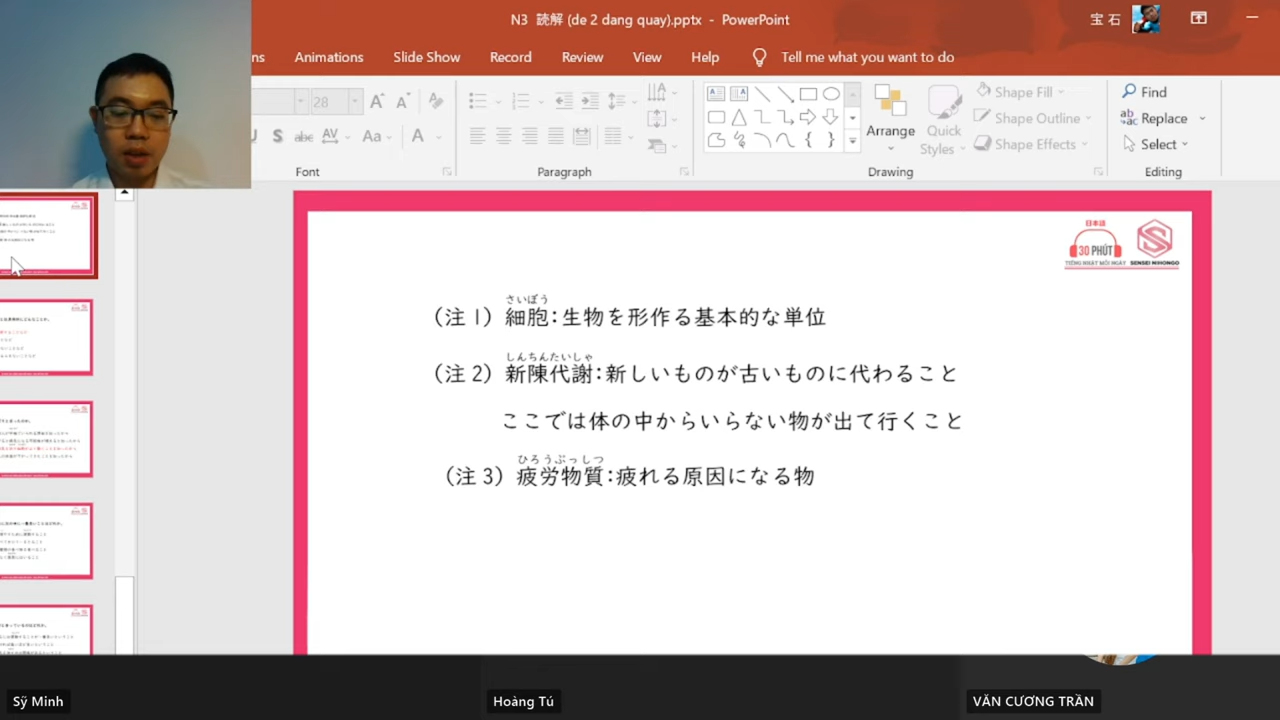 N3 読解 (de 2 dang quay).pptx - PowerPoint
宝 石
ns Animations Slide Show Record Review View Help Tell me what you want to do
28
Aa
A
Font
Paragraph
Arrange
Quick Styles
Shape Fill
Shape Outline
Shape Effects
Drawing
Find
Replace
Select
Editing
日本語
30 PHÚT
TIẾNG NHẬT MỖI NGÀY
SENSEI NIHONGO
さいぼう
（注１）細胞：生物を形作る基本的な単位
しんちんたいしゃ
（注２）新陳代謝：新しいものが古いものに代わること
ここでは体の中からいらない物が出て行くこと
ひろうぶっしつ
（注３）疲労物質：疲れる原因になる物
Sỹ Minh
Hoàng Tú
VĂN CƯƠNG TRẦN